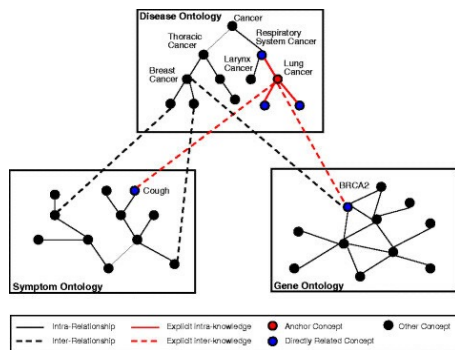 Disease Ontology
Cancer
Thoracic
Cancer
Respiratory
System Cancer
Larynx
Cancer
Lung
Cancer
Breast
Cancer
Cough
BRCA2
Symptom Ontology
Gene Ontology
Intra-Relationship
Explicit Intra-knowledge
Anchor Concept
Other Concept
Inter-Relationship
Explicit Inter-knowledge
Directly Related Concept